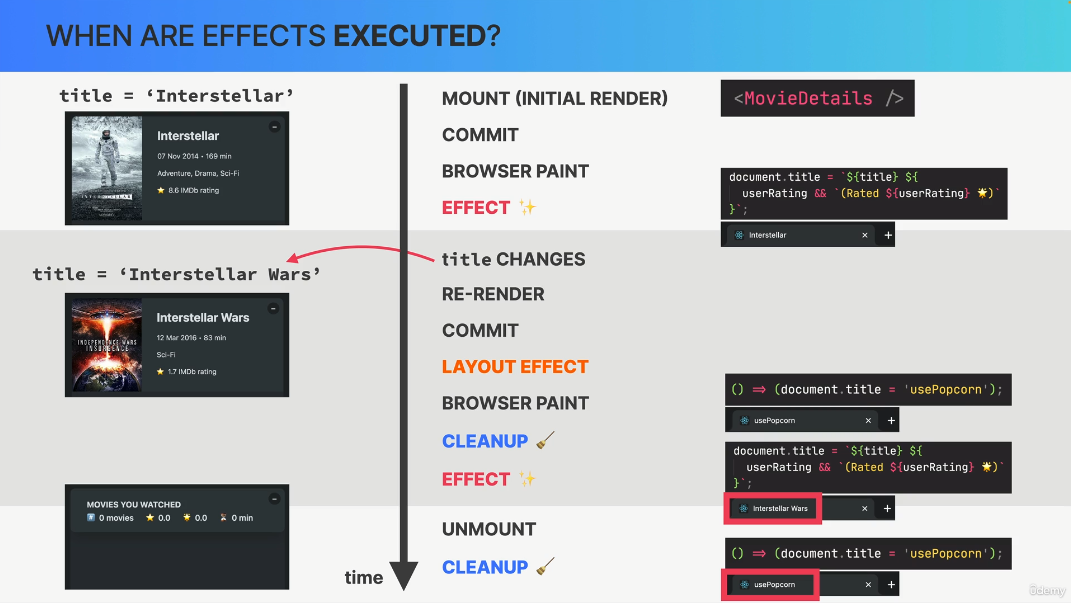 WHEN ARE EFFECTS EXECUTED?
title = ‘Interstellar’
Interstellar
07 Nov 2014 • 169 min
Adventure, Drama, Sci-Fi
⭐ 8.6 IMDb rating
INTERSTELLAR
title = ‘Interstellar Wars’
Interstellar Wars
12 Mar 2016 • 83 min
Sci-Fi
⭐ 1.7 IMDb rating
MOVIES YOU WATCHED
#️⃣ 0 movies ⭐ 0.0 🌟 0.0 ⏳ 0 min
MOUNT (INITIAL RENDER)
COMMIT
BROWSER PAINT
EFFECT ✨
title CHANGES
RE-RENDER
COMMIT
LAYOUT EFFECT
BROWSER PAINT
CLEANUP 🧹
EFFECT ✨
UNMOUNT
CLEANUP 🧹
time
<MovieDetails />
document.title = `${title} ${
userRating && `(Rated ${userRating} 🌟)`
}`;
Interstellar × +
() => (document.title = 'usePopcorn');
usePopcorn × +
document.title = `${title} ${
userRating && `(Rated ${userRating} 🌟)`
}`;
Interstellar Wars × +
() => (document.title = 'usePopcorn');
usePopcorn × +
ûdemy